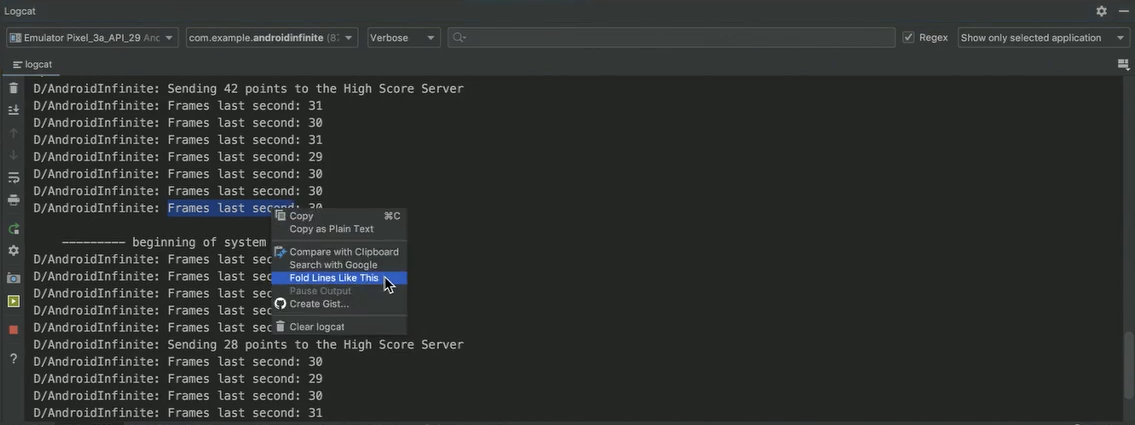 Logcat
Emulator Pixel_3a_API_29 Anc com.example.androidinfinite (87 Verbose Regex Show only selected application
logcat
D/AndroidInfinite: Sending 42 points to the High Score Server
D/AndroidInfinite: Frames last second: 31
D/AndroidInfinite: Frames last second: 30
D/AndroidInfinite: Frames last second: 31
D/AndroidInfinite: Frames last second: 29
D/AndroidInfinite: Frames last second: 30
D/AndroidInfinite: Frames last second: 30
D/AndroidInfinite: Frames last second: 30
Copy ⌘C
Copy as Plain Text
Compare with Clipboard
Search with Google
Fold Lines Like This
Pause Output
Create Gist...
Clear logcat
--------- beginning of system
D/AndroidInfinite: Frames last sec
D/AndroidInfinite: Frames last sec
D/AndroidInfinite: Frames last sec
D/AndroidInfinite: Frames last sec
D/AndroidInfinite: Frames last sec
D/AndroidInfinite: Sending 28 points to the High Score Server
D/AndroidInfinite: Frames last second: 30
D/AndroidInfinite: Frames last second: 29
D/AndroidInfinite: Frames last second: 30
D/AndroidInfinite: Frames last second: 31